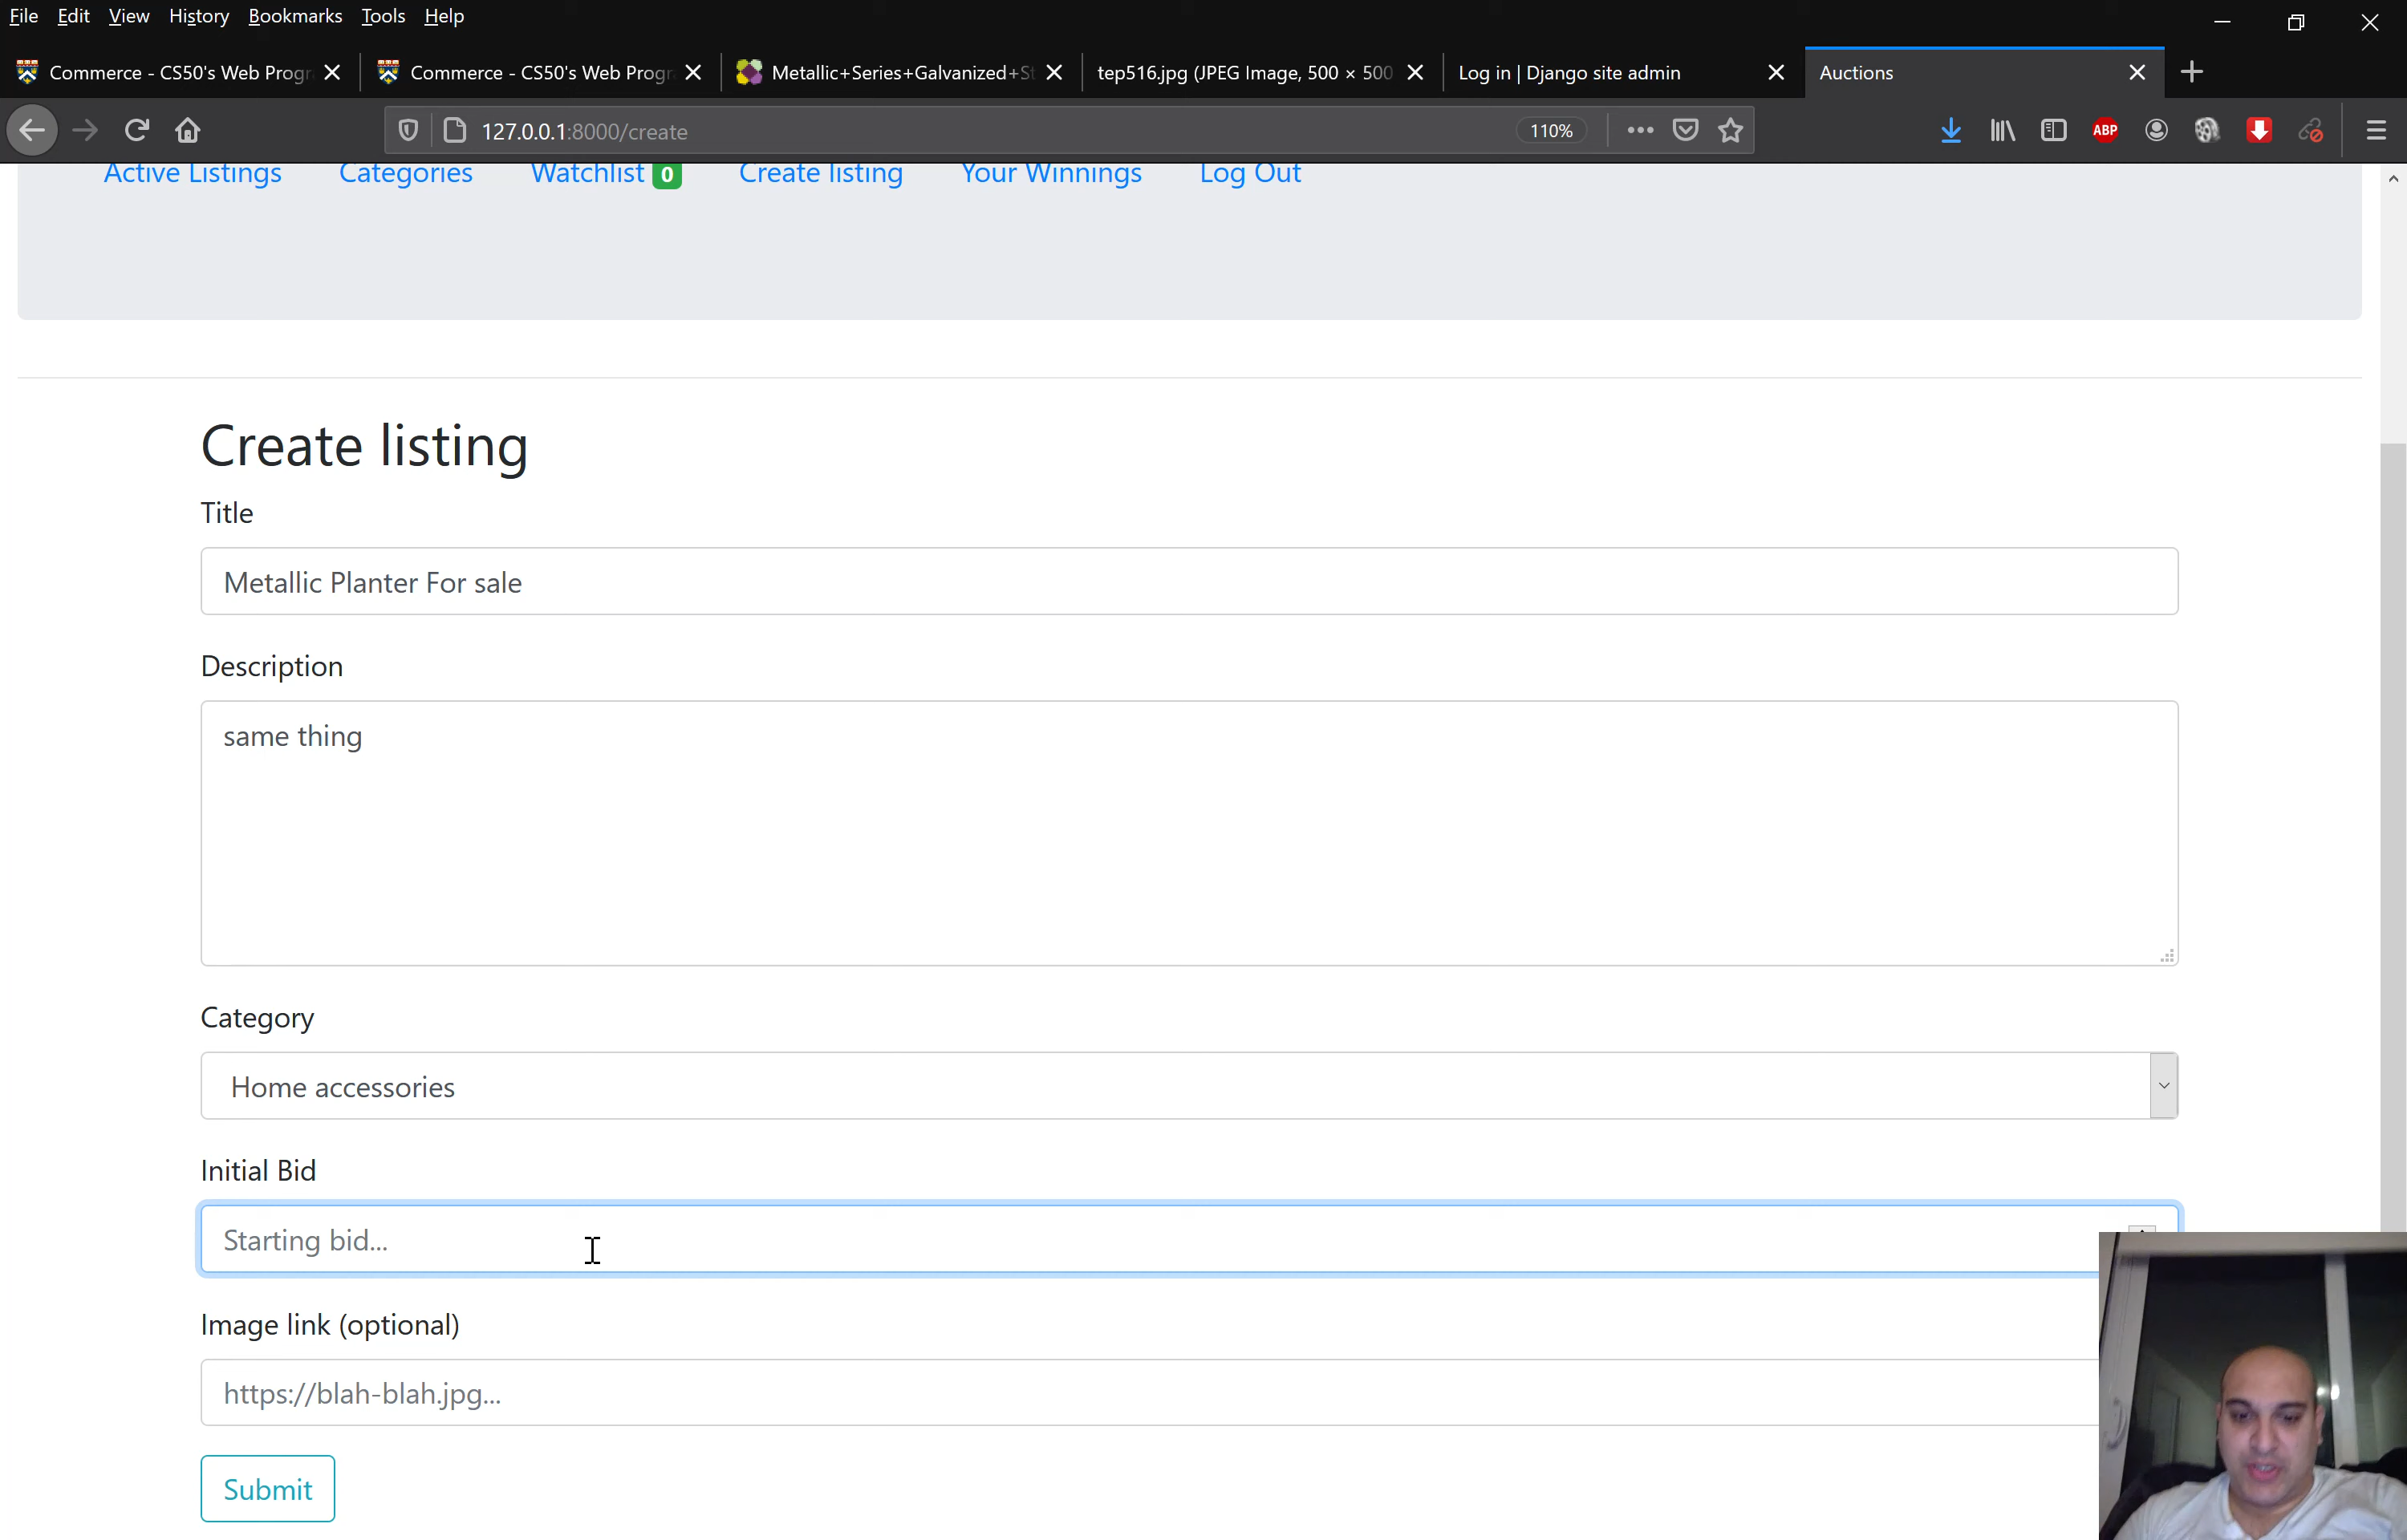 File Edit View History Bookmarks Tools Help
Commerce - CS50's Web Progr
Commerce - CS50's Web Progr
Metallic+Series+Galvanized+St
tep516.jpg (JPEG Image, 500 × 500
Log in | Django site admin
Auctions
127.0.0.1:8000/create
110%
ABP
Active Listings Categories Watchlist 0 Create listing Your Winnings Log Out
Create listing
Title
Metallic Planter For sale
Description
same thing
Category
Home accessories
Initial Bid
Starting bid...
Image link (optional)
https://blah-blah.jpg...
Submit